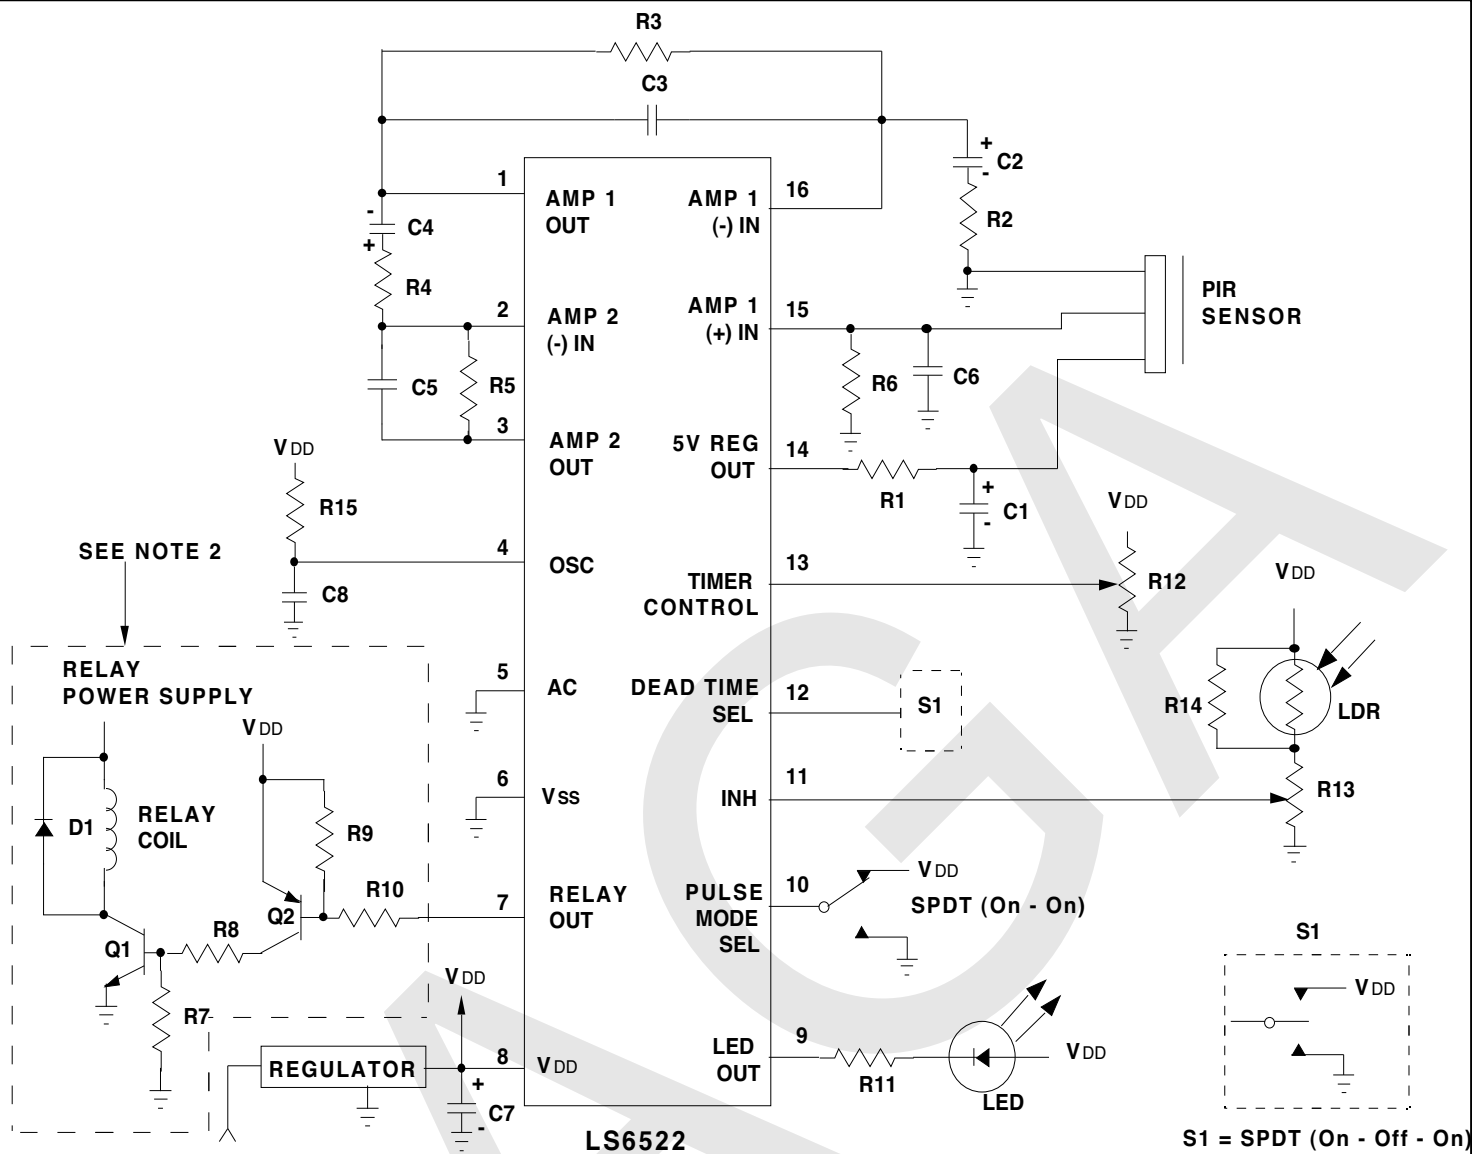 R3
C3
1
AMP 1
OUT
AMP 1
(-) IN
16
+
C2
-
R2
-
C4
+
R4
2
AMP 2
(-) IN
AMP 1
(+) IN
15
PIR
SENSOR
C5
R5
R6
C6
3
AMP 2
OUT
5V REG
OUT
14
R1
+
C1
-
VDD
R15
SEE NOTE 2
4
OSC
C8
TIMER
CONTROL
13
VDD
R12
VDD
R14
LDR
R13
RELAY
POWER SUPPLY
5
AC
DEAD TIME
SEL
12
S1
VDD
6
VSS
INH
11
D1
RELAY
COIL
R9
R10
7
RELAY
OUT
PULSE
MODE
SEL
10
VDD
SPDT (On - On)
Q2
R8
Q1
R7
S1
VDD
VDD
REGULATOR
8
VDD
+
C7
-
LED
OUT
9
R11
VDD
LED
LS6522
S1 = SPDT (On - Off - On)
AGA